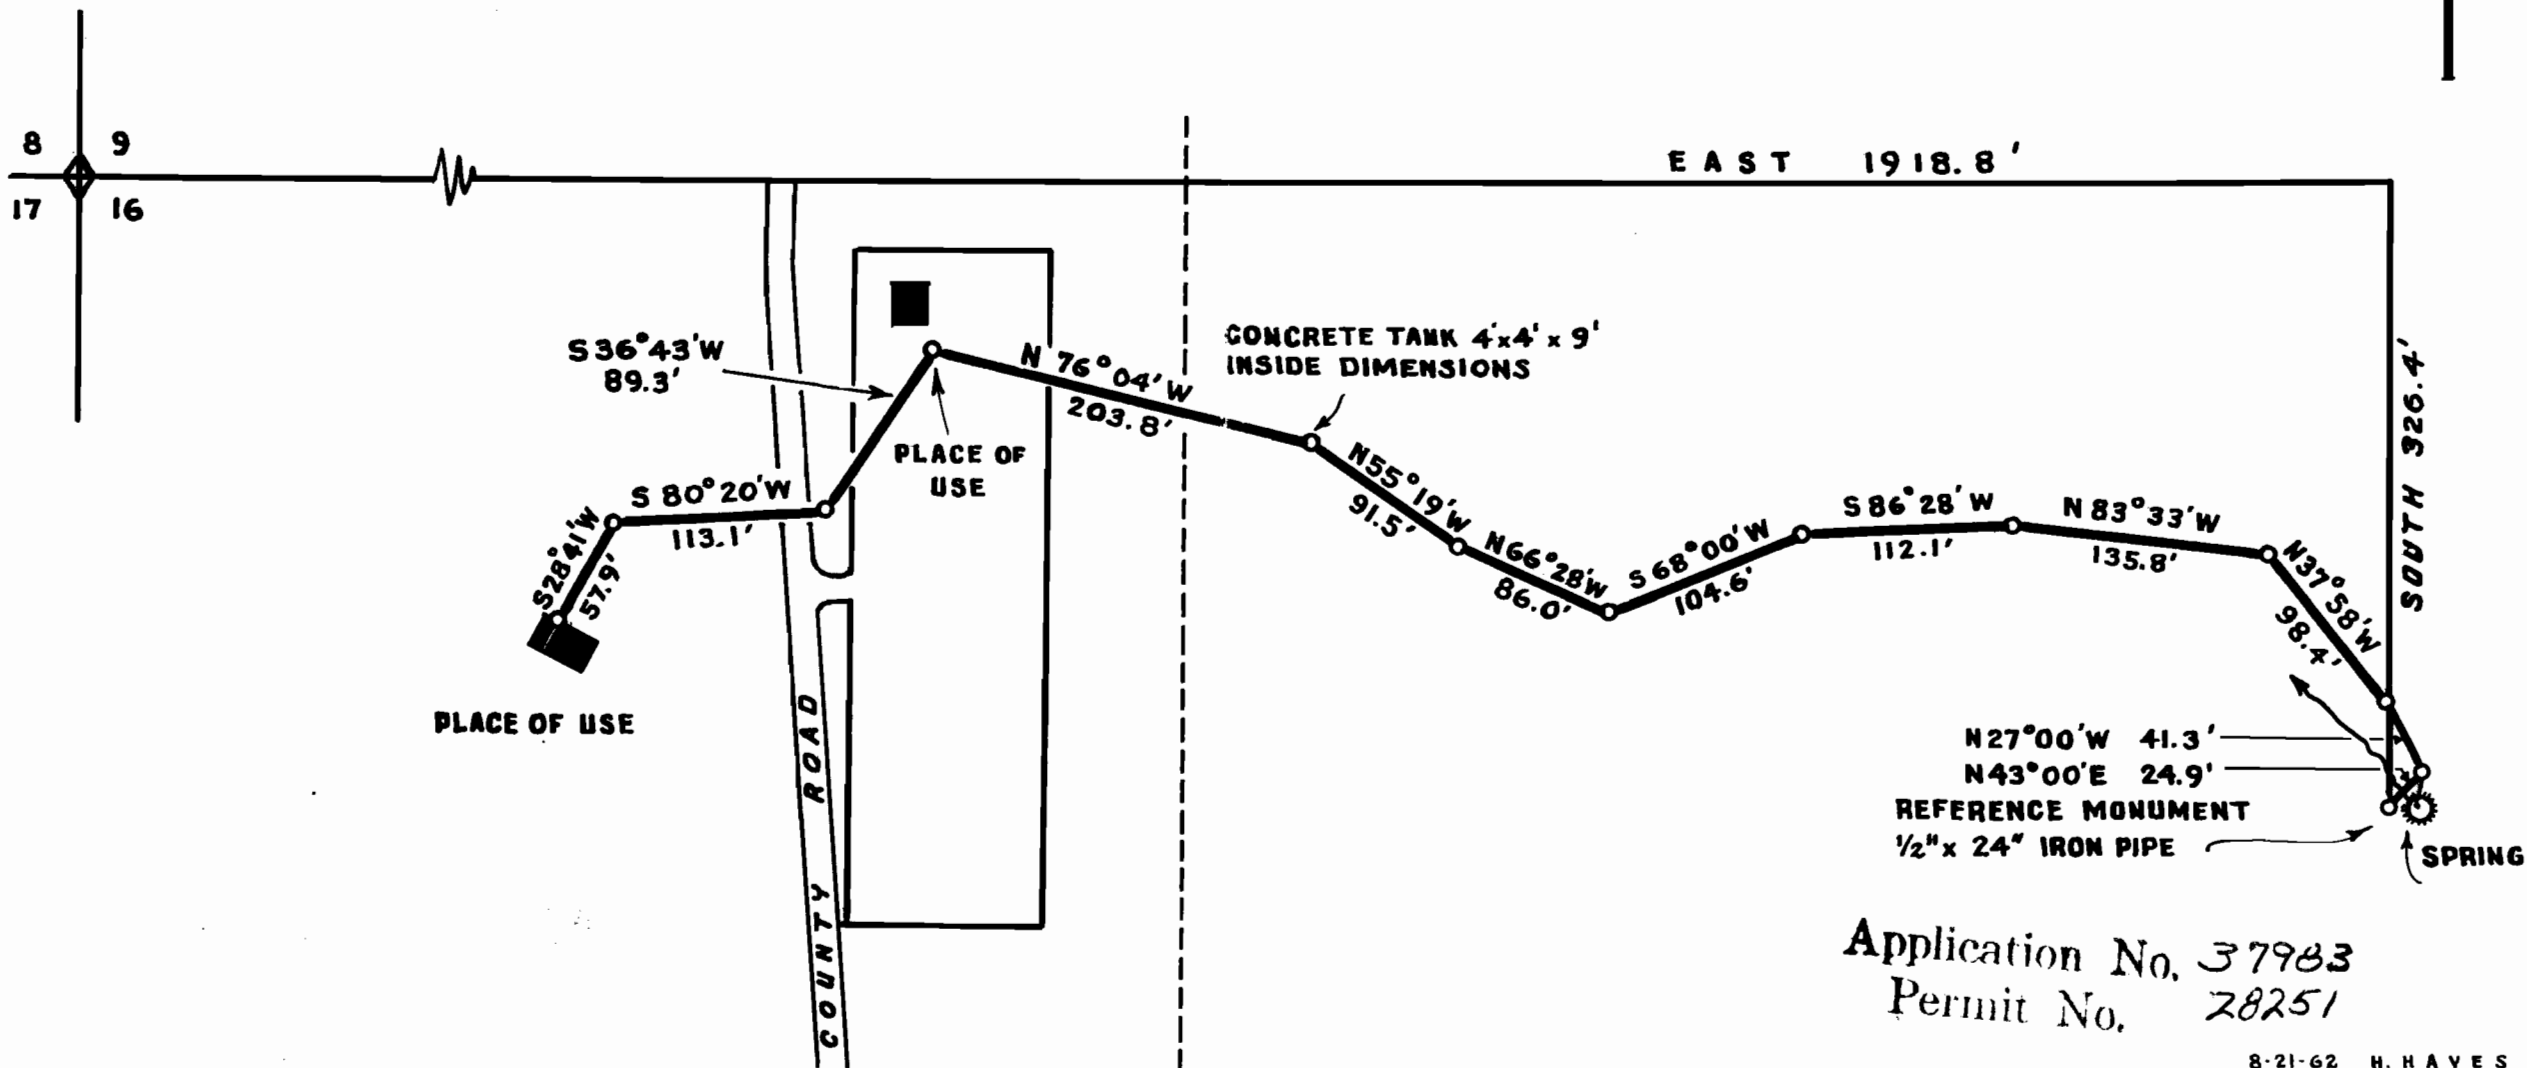 8 9
17 16
EAST 1918.8'
SOUTH 326.4'
S36°43'W
89.3'
N 76°04'W
203.8'
CONCRETE TANK 4'x4'x 9'
INSIDE DIMENSIONS
PLACE OF
USE
S 80°20'W
113.1'
S28°41'W
57.9'
PLACE OF USE
COUNTY ROAD
N55°19'W
91.5'
N66°28'W
86.0'
S 68°00'W
104.6'
S 86°28'W
112.1'
N 83°33'W
135.8'
N37°58'W
98.4'
N27°00'W 41.3'
N43°00'E 24.9'
REFERENCE MONUMENT
1/2" x 24" IRON PIPE
SPRING
Application No. 37983
Permit No. 28251
8-21-62 H. HAYES